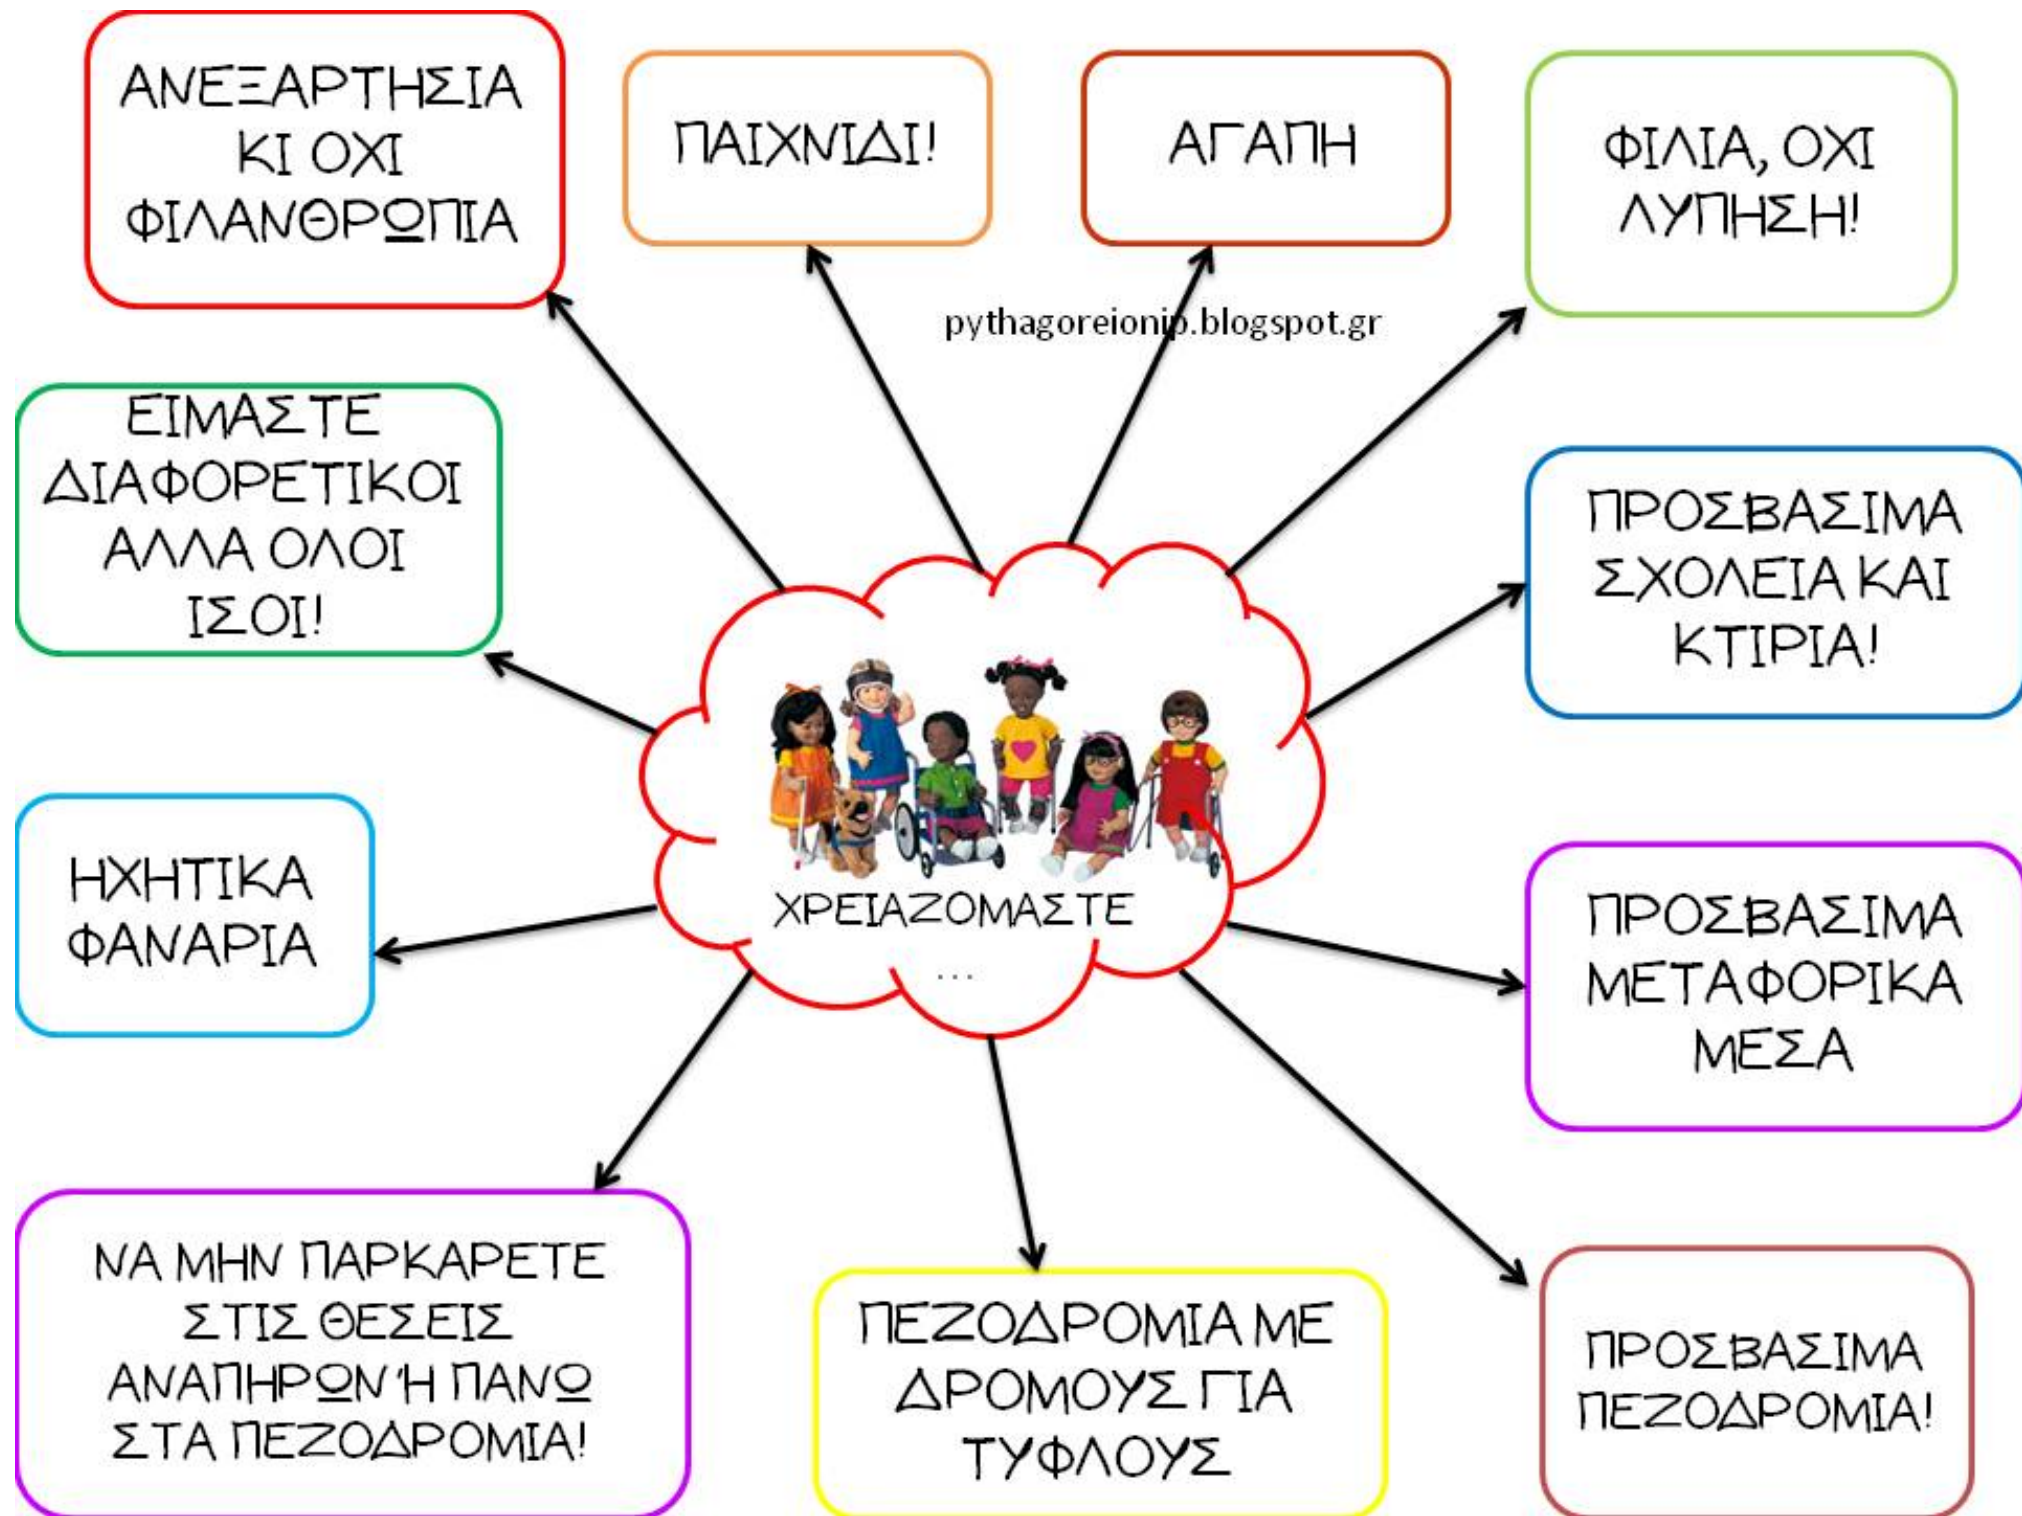 ΑΝΕΞΑΡΤΗΣΙΑ
ΚΙ ΟΧΙ
ΦΙΛΑΝΘΡΩΠΙΑ
ΠΑΙΧΝΙΔΙ!
ΑΓΑΠΗ
ΦΙΛΙΑ, ΟΧΙ
ΛΥΠΗΣΗ!
pythagoreionip.blogspot.gr
ΕΙΜΑΣΤΕ
ΔΙΑΦΟΡΕΤΙΚΟΙ
ΑΛΛΑ ΟΛΟΙ
ΙΣΟΙ!
ΠΡΟΣΒΑΣΙΜΑ
ΣΧΟΛΕΙΑ ΚΑΙ
ΚΤΙΡΙΑ!
ΗΧΗΤΙΚΑ
ΦΑΝΑΡΙΑ
ΧΡΕΙΑΖΟΜΑΣΤΕ
...
ΠΡΟΣΒΑΣΙΜΑ
ΜΕΤΑΦΟΡΙΚΑ
ΜΕΣΑ
ΝΑ ΜΗΝ ΠΑΡΚΑΡΕΤΕ
ΣΤΙΣ ΘΕΣΕΙΣ
ΑΝΑΠΗΡΩΝ Ή ΠΑΝΩ
ΣΤΑ ΠΕΖΟΔΡΟΜΙΑ!
ΠΕΖΟΔΡΟΜΙΑ ΜΕ
ΔΡΟΜΟΥΣ ΓΙΑ
ΤΥΦΛΟΥΣ
ΠΡΟΣΒΑΣΙΜΑ
ΠΕΖΟΔΡΟΜΙΑ!